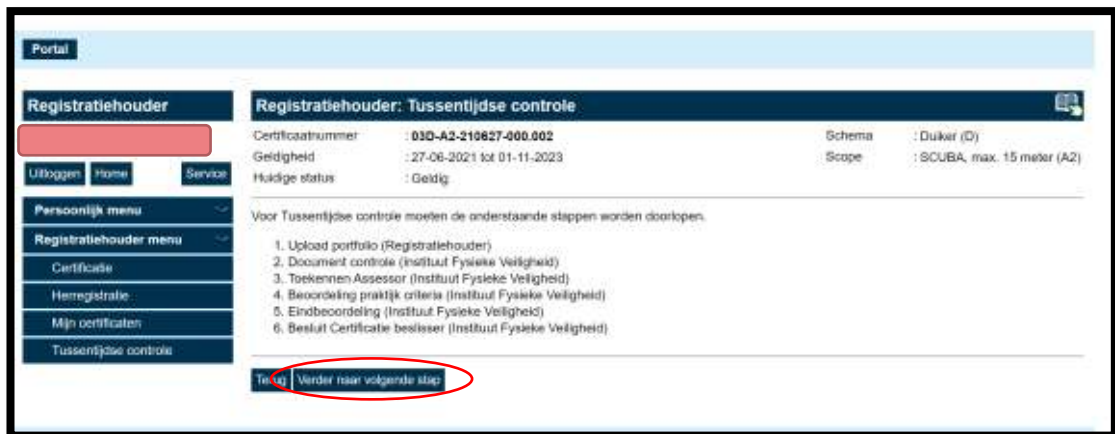 Portal
Registratiehouder
Uitloggen Home Service
Persoonlijk menu
Registratiehouder menu
Certificatie
Herregistratie
Mijn certificaten
Tussentijdse controle
Registratiehouder: Tussentijdse controle
Certificaatnummer : 03D-A2-210627-000.002 Schema : Duiker (D)
Geldigheid : 27-06-2021 tot 01-11-2023 Scope : SCUBA, max. 15 meter (A2)
Huidige status : Geldig
Voor Tussentijdse controle moeten de onderstaande stappen worden doorlopen.
1. Upload portfolio (Registratiehouder)
2. Document controle (Instituut Fysieke Veiligheid)
3. Toekennen Assessor (Instituut Fysieke Veiligheid)
4. Beoordeling praktijk criteria (Instituut Fysieke Veiligheid)
5. Eindbeoordeling (Instituut Fysieke Veiligheid)
6. Besluit Certificatie beslisser (Instituut Fysieke Veiligheid)
Terug Verder naar volgende stap